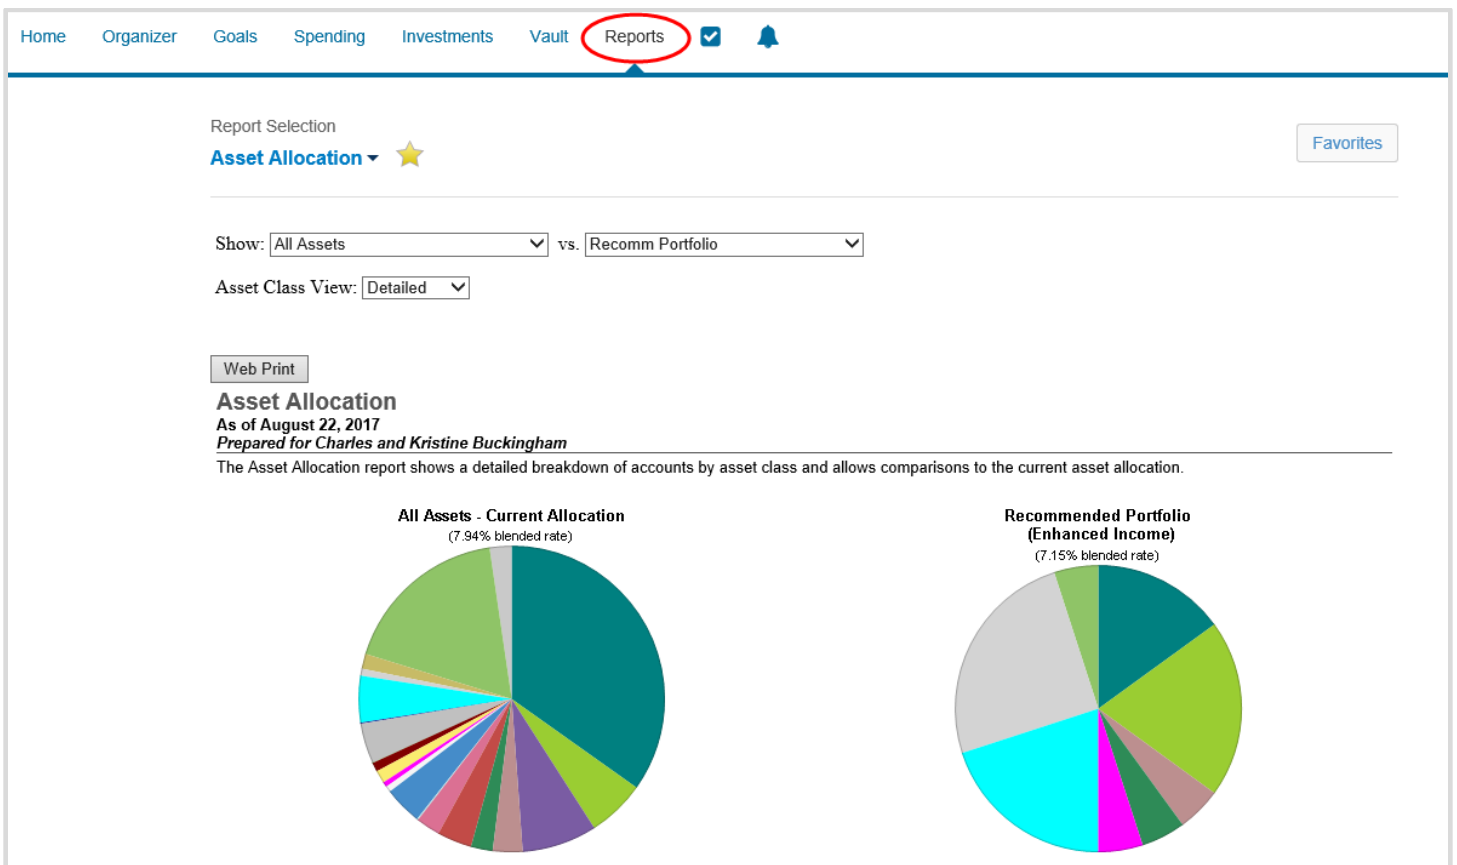 Home Organizer Goals Spending Investments Vault Reports
Report Selection
Asset Allocation
Favorites
Show: All Assets vs. Recomm Portfolio
Asset Class View: Detailed
Web Print
Asset Allocation
As of August 22, 2017
Prepared for Charles and Kristine Buckingham
The Asset Allocation report shows a detailed breakdown of accounts by asset class and allows comparisons to the current asset allocation.
All Assets - Current Allocation
(7.94% blended rate)
Recommended Portfolio
(Enhanced Income)
(7.15% blended rate)